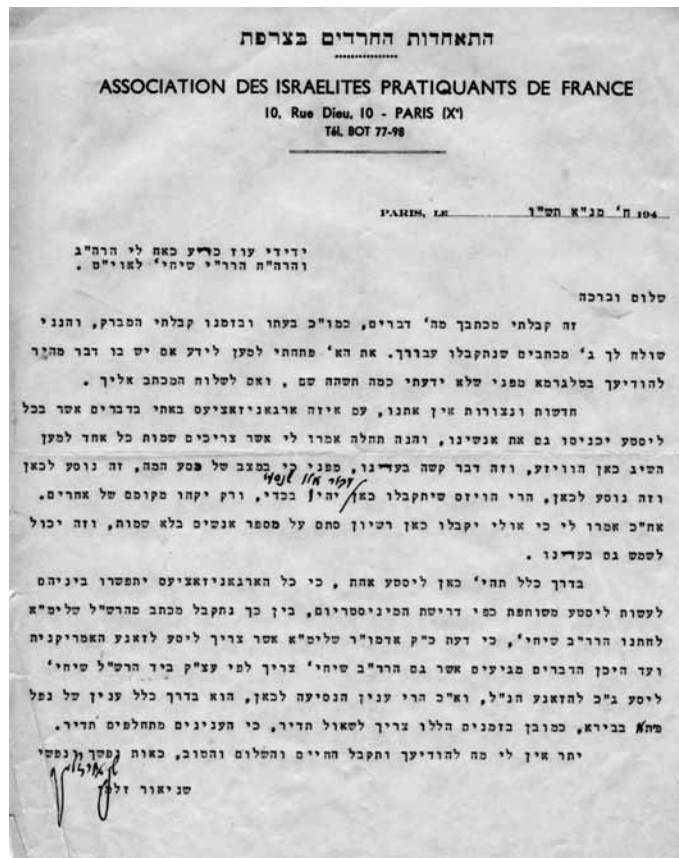 התאחדות החרדים בצרפת
ASSOCIATION DES ISRAELITES PRATIQUANTS DE FRANCE
10, Rue Dieu, 10 - PARIS (Xᵉ)
Tél. BOT 77-98
PARIS, LE ח' מנ"א תש"ו 194
ידידי עוז כריע כאח לי הרה"ג
והרה"ח הרר"י שיחי' לאוי"ט .
שלום וברכה
זה קבלתי מכתבך מה' דברים, כמו"כ בעתו ובזמנו קבלתי המברק, והנני
שולח לך ג' מכתבים שנתקבלו עבורך. את הא' פתחתי למען לידע אם יש בו דבר מהיר
להודיעך בטלגרמא מפני שלא ידעתי כמה תשהה שם , ואם לשלוח המכתב אליך .
חדשות ונצורות אין אתנו, עם איזה ארגאניזאציעס באתי בדברים אשר בכל
ליסטע יכניסו גם את אנשינו, והנה תחלה אמרו לי אשר צריכים שמות כל אחד למען
השיג כאן הוויזע, וזה דבר קשה בעדינו, מפני כי במצב של מסע המה, זה נוסע לכאן
וזה נוסע לכאן, הרי הויזס שיתקבלו כאן יהיו בכדי, ורק יקחו מקומם של אחרים.
אח"כ אמרו לי כי אולי יקבלו כאן רשיון סתם על מספר אנשים בלא שמות, וזה יכול
לשמש גם בעדינו .
בדרך כלל תהי' כאן ליסטע אחת , כי כל הארגאניזאציעס יתפשרו ביניהם
לעשות ליסטע משותפת כפי דרישת המיניסטריום, בין כך נתקבל מכתב מהרש"ל שליט"א
לחתנו הרר"ב שיחי', כי דעת כ"ק אדמו"ר שליט"א אשר צריך ליסע לזאנע האמריקנית
ועד היכן הדברים מגיעים אשר גם הרד"ב שיחי' צריך לפי עצ"ק ביד הרש"ל שיחי'
ליסע ג"כ להזאנע הנ"ל, וא"כ הרי ענין הנסיעה לכאן, הוא בדרך כלל ענין של נפל
בבירא, כמובן בזמנים הללו צריך לשאול תדיר, כי הענינים מתחלפים תדיר.
יתר אין לי מה להודיעך ותקבל החיים והשלום והטוב, כאות נפשך ונפשי
שניאור זלמן